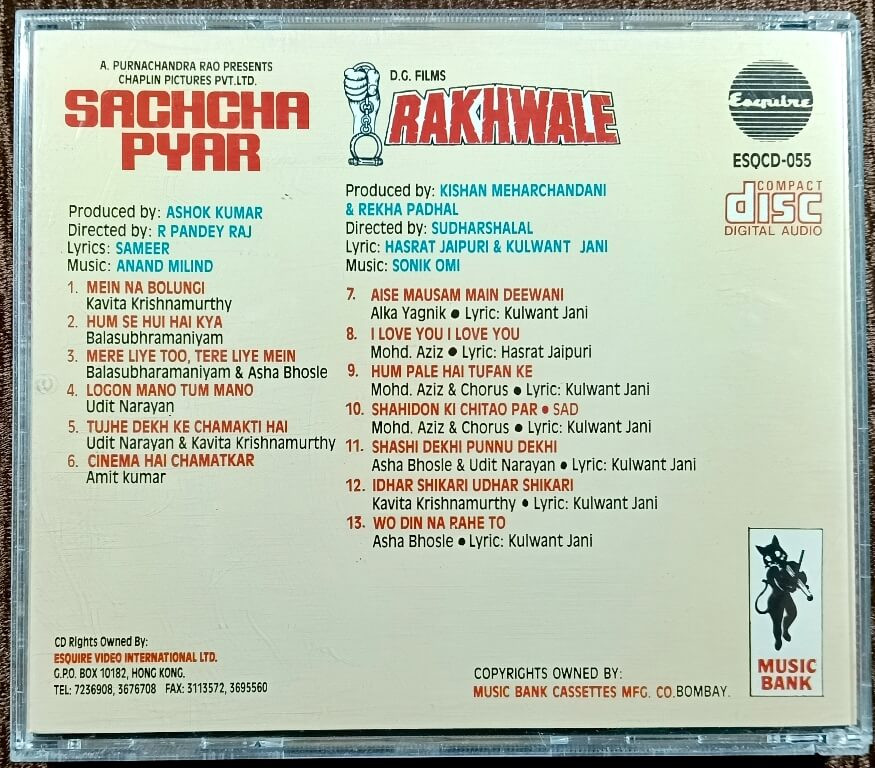 A. PURNACHANDRA RAO PRESENTS
CHAPLIN PICTURES PVT.LTD.
SACHCHA
PYAR
Produced by: ASHOK KUMAR
Directed by: R PANDEY RAJ
Lyrics: SAMEER
Music: ANAND MILIND
1. MEIN NA BOLUNGI
Kavita Krishnamurthy
2. HUM SE HUI HAI KYA
Balasubhramaniyam
3. MERE LIYE TOO, TERE LIYE MEIN
Balasubharamaniyam & Asha Bhosle
4. LOGON MANO TUM MANO
Udit Narayan
5. TUJHE DEKH KE CHAMAKTI HAI
Udit Narayan & Kavita Krishnamurthy
6. CINEMA HAI CHAMATKAR
Amit kumar
D.G. FILMS
RAKHWALE
Produced by: KISHAN MEHARCHANDANI
& REKHA PADHAL
Directed by: SUDHARSHALAL
Lyric: HASRAT JAIPURI & KULWANT JANI
Music: SONIK OMI
7. AISE MAUSAM MAIN DEEWANI
Alka Yagnik • Lyric: Kulwant Jani
8. I LOVE YOU I LOVE YOU
Mohd. Aziz • Lyric: Hasrat Jaipuri
9. HUM PALE HAI TUFAN KE
Mohd. Aziz & Chorus • Lyric: Kulwant Jani
10. SHAHIDON KI CHITAO PAR • SAD
Mohd. Aziz & Chorus • Lyric: Kulwant Jani
11. SHASHI DEKHI PUNNU DEKHI
Asha Bhosle & Udit Narayan • Lyric: Kulwant Jani
12. IDHAR SHIKARI UDHAR SHIKARI
Kavita Krishnamurthy • Lyric: Kulwant Jani
13. WO DIN NA RAHE TO
Asha Bhosle • Lyric: Kulwant Jani
Esquire
ESQCD-055
COMPACT
disc
DIGITAL AUDIO
CD Rights Owned By:
ESQUIRE VIDEO INTERNATIONAL LTD.
G.P.O. BOX 10182, HONG KONG.
TEL: 7236908, 3676708 FAX: 3113572, 3695560
COPYRIGHTS OWNED BY:
MUSIC BANK CASSETTES MFG. CO. BOMBAY.
MUSIC
BANK